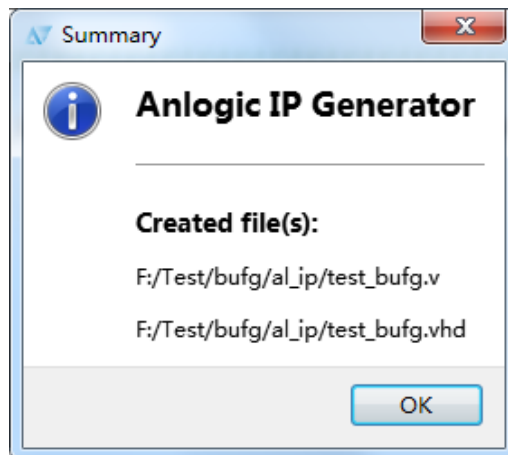 Summary
Anlogic IP Generator
Created file(s):
F:/Test/bufg/al_ip/test_bufg.v
F:/Test/bufg/al_ip/test_bufg.vhd
OK